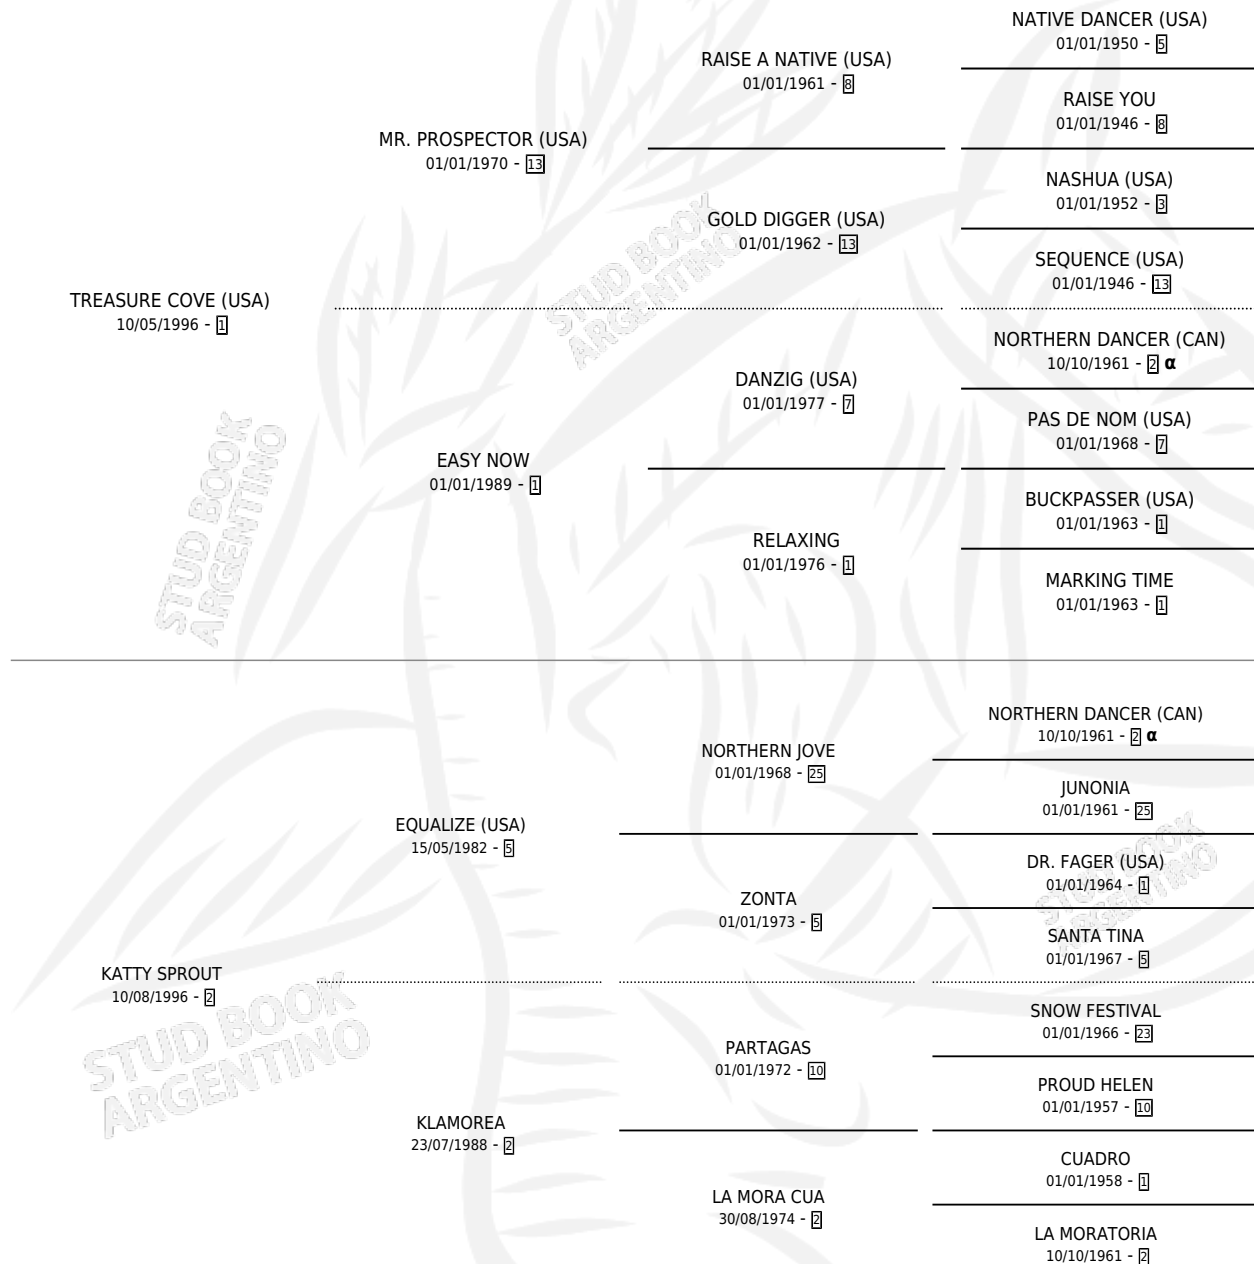 TREASURE COVE (USA)
10/05/1996 - 1
MR. PROSPECTOR (USA)
01/01/1970 - 13
RAISE A NATIVE (USA)
01/01/1961 - 8
NATIVE DANCER (USA)
01/01/1950 - 5
RAISE YOU
01/01/1946 - 8
GOLD DIGGER (USA)
01/01/1962 - 13
NASHUA (USA)
01/01/1952 - 3
SEQUENCE (USA)
01/01/1946 - 13
EASY NOW
01/01/1989 - 1
DANZIG (USA)
01/01/1977 - 7
NORTHERN DANCER (CAN)
10/10/1961 - 2 α
PAS DE NOM (USA)
01/01/1968 - 7
RELAXING
01/01/1976 - 1
BUCKPASSER (USA)
01/01/1963 - 1
MARKING TIME
01/01/1963 - 1
KATTY SPROUT
10/08/1996 - 2
EQUALIZE (USA)
15/05/1982 - 5
NORTHERN JOVE
01/01/1968 - 25
NORTHERN DANCER (CAN)
10/10/1961 - 2 α
JUNONIA
01/01/1961 - 25
ZONTA
01/01/1973 - 5
DR. FAGER (USA)
01/01/1964 - 1
SANTA TINA
01/01/1967 - 5
KLAMOREA
23/07/1988 - 2
PARTAGAS
01/01/1972 - 10
SNOW FESTIVAL
01/01/1966 - 23
PROUD HELEN
01/01/1957 - 10
LA MORA CUA
30/08/1974 - 2
CUADRO
01/01/1958 - 1
LA MORATORIA
10/10/1961 - 2
STUD BOOK
ARGENTINO
STUD BOOK
ARGENTINO
STUD BOOK
ARGENTINO
STUD BOOK
ARGENTINO